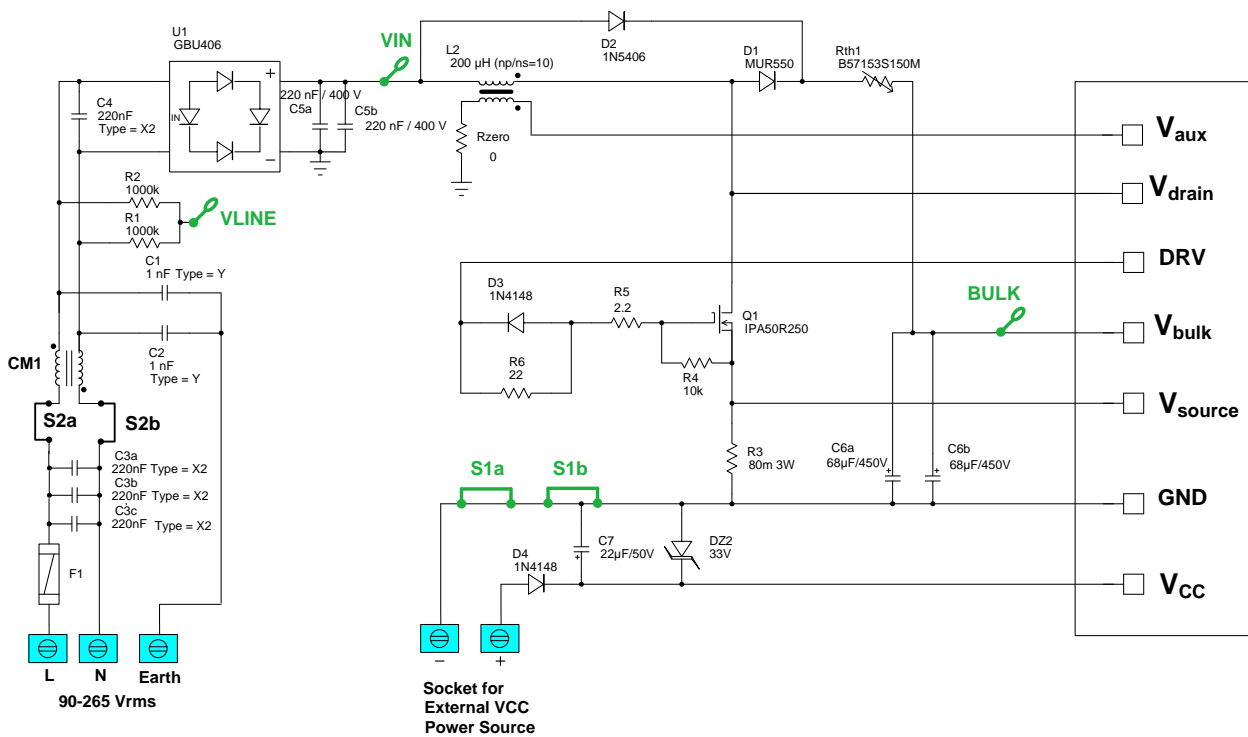 U1
GBU406
IN
+
−
C4
220nF
Type = X2
220 nF / 400 V
C5a
C5b
220 nF / 400 V
VIN
L2
200 µH (np/ns=10)
Rzero
0
D2
1N5406
D1
MUR550
Rth1
B57153S150M
R2
1000k
R1
1000k
VLINE
C1
1 nF Type = Y
C2
1 nF
Type = Y
CM1
S2a
S2b
C3a
220nF Type = X2
C3b
220nF Type = X2
C3c
220nF Type = X2
F1
L
N
Earth
90-265 Vrms
D3
1N4148
R5
2.2
R6
22
Q1
IPA50R250
R4
10k
R3
80m 3W
BULK
C6a
68µF/450V
C6b
68µF/450V
S1a
S1b
C7
22µF/50V
+
DZ2
33V
D4
1N4148
−
+
Socket for
External VCC
Power Source
+
+
Vaux
Vdrain
DRV
Vbulk
Vsource
GND
VCC